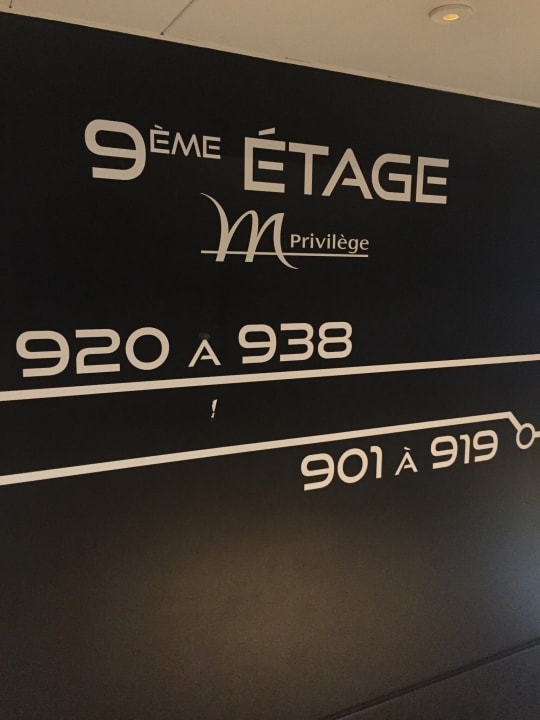 9ÈME ÉTAGE
M Privilège
920 A 938
901 À 919